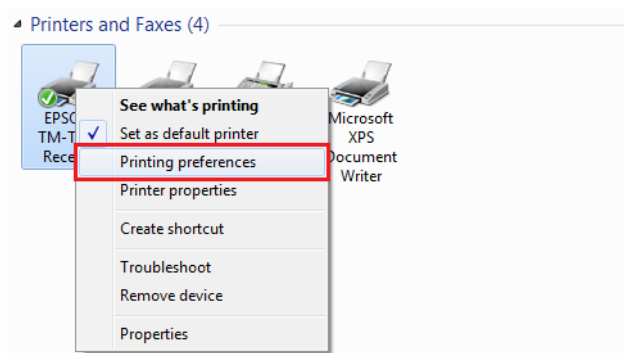 Printers and Faxes (4)
EPSO
TM-T
Rece
See what's printing
Set as default printer
Printing preferences
Printer properties
Create shortcut
Troubleshoot
Remove device
Properties
Microsoft
XPS
Document
Writer